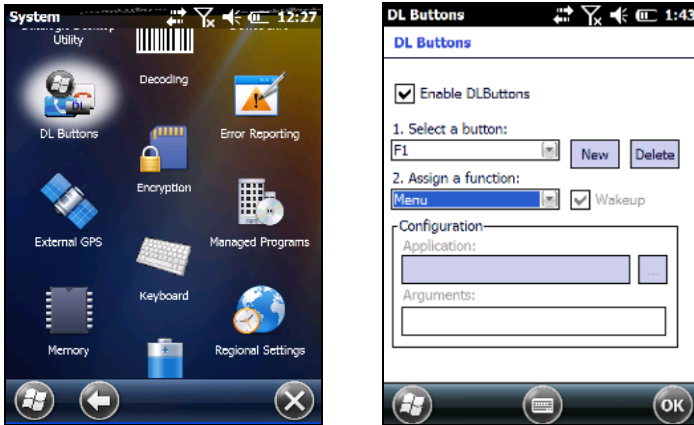 System 12:27
Utility
Decoding
DL
DL Buttons
Error Reporting
Encryption
External GPS
Managed Programs
Keyboard
Memory
Regional Settings
DL Buttons 1:43
DL Buttons
Enable DLButtons
1. Select a button:
F1
New
Delete
2. Assign a function:
Menu
Wakeup
Configuration
Application:
...
Arguments:
OK